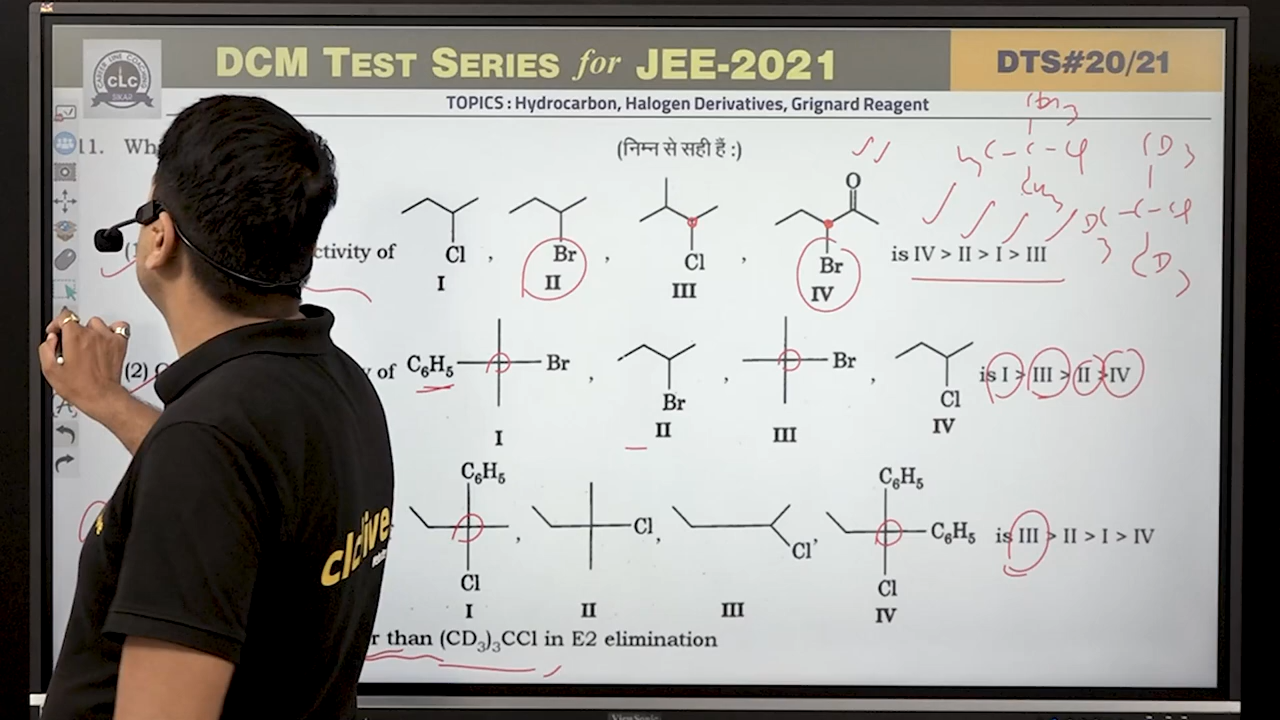 DCM TEST SERIES for JEE-2021 DTS#20/21
CLC
SIKAR
TOPICS : Hydrocarbon, Halogen Derivatives, Grignard Reagent
11. Wh (निम्न से सही हैं :)
O
Cl , Br , Cl , Br
ctivity of is IV > II > I > III
I II III IV
(2) y of C₆H₅ Br , Br , Br , Cl is I > III > II > IV
I II III IV
C₆H₅ C₆H₅
, Cl, Cl, C₆H₅ is III > II > I > IV
Cl Cl
I II III IV
r than (CD₃)₃CCl in E2 elimination
clclive
ViewSonic